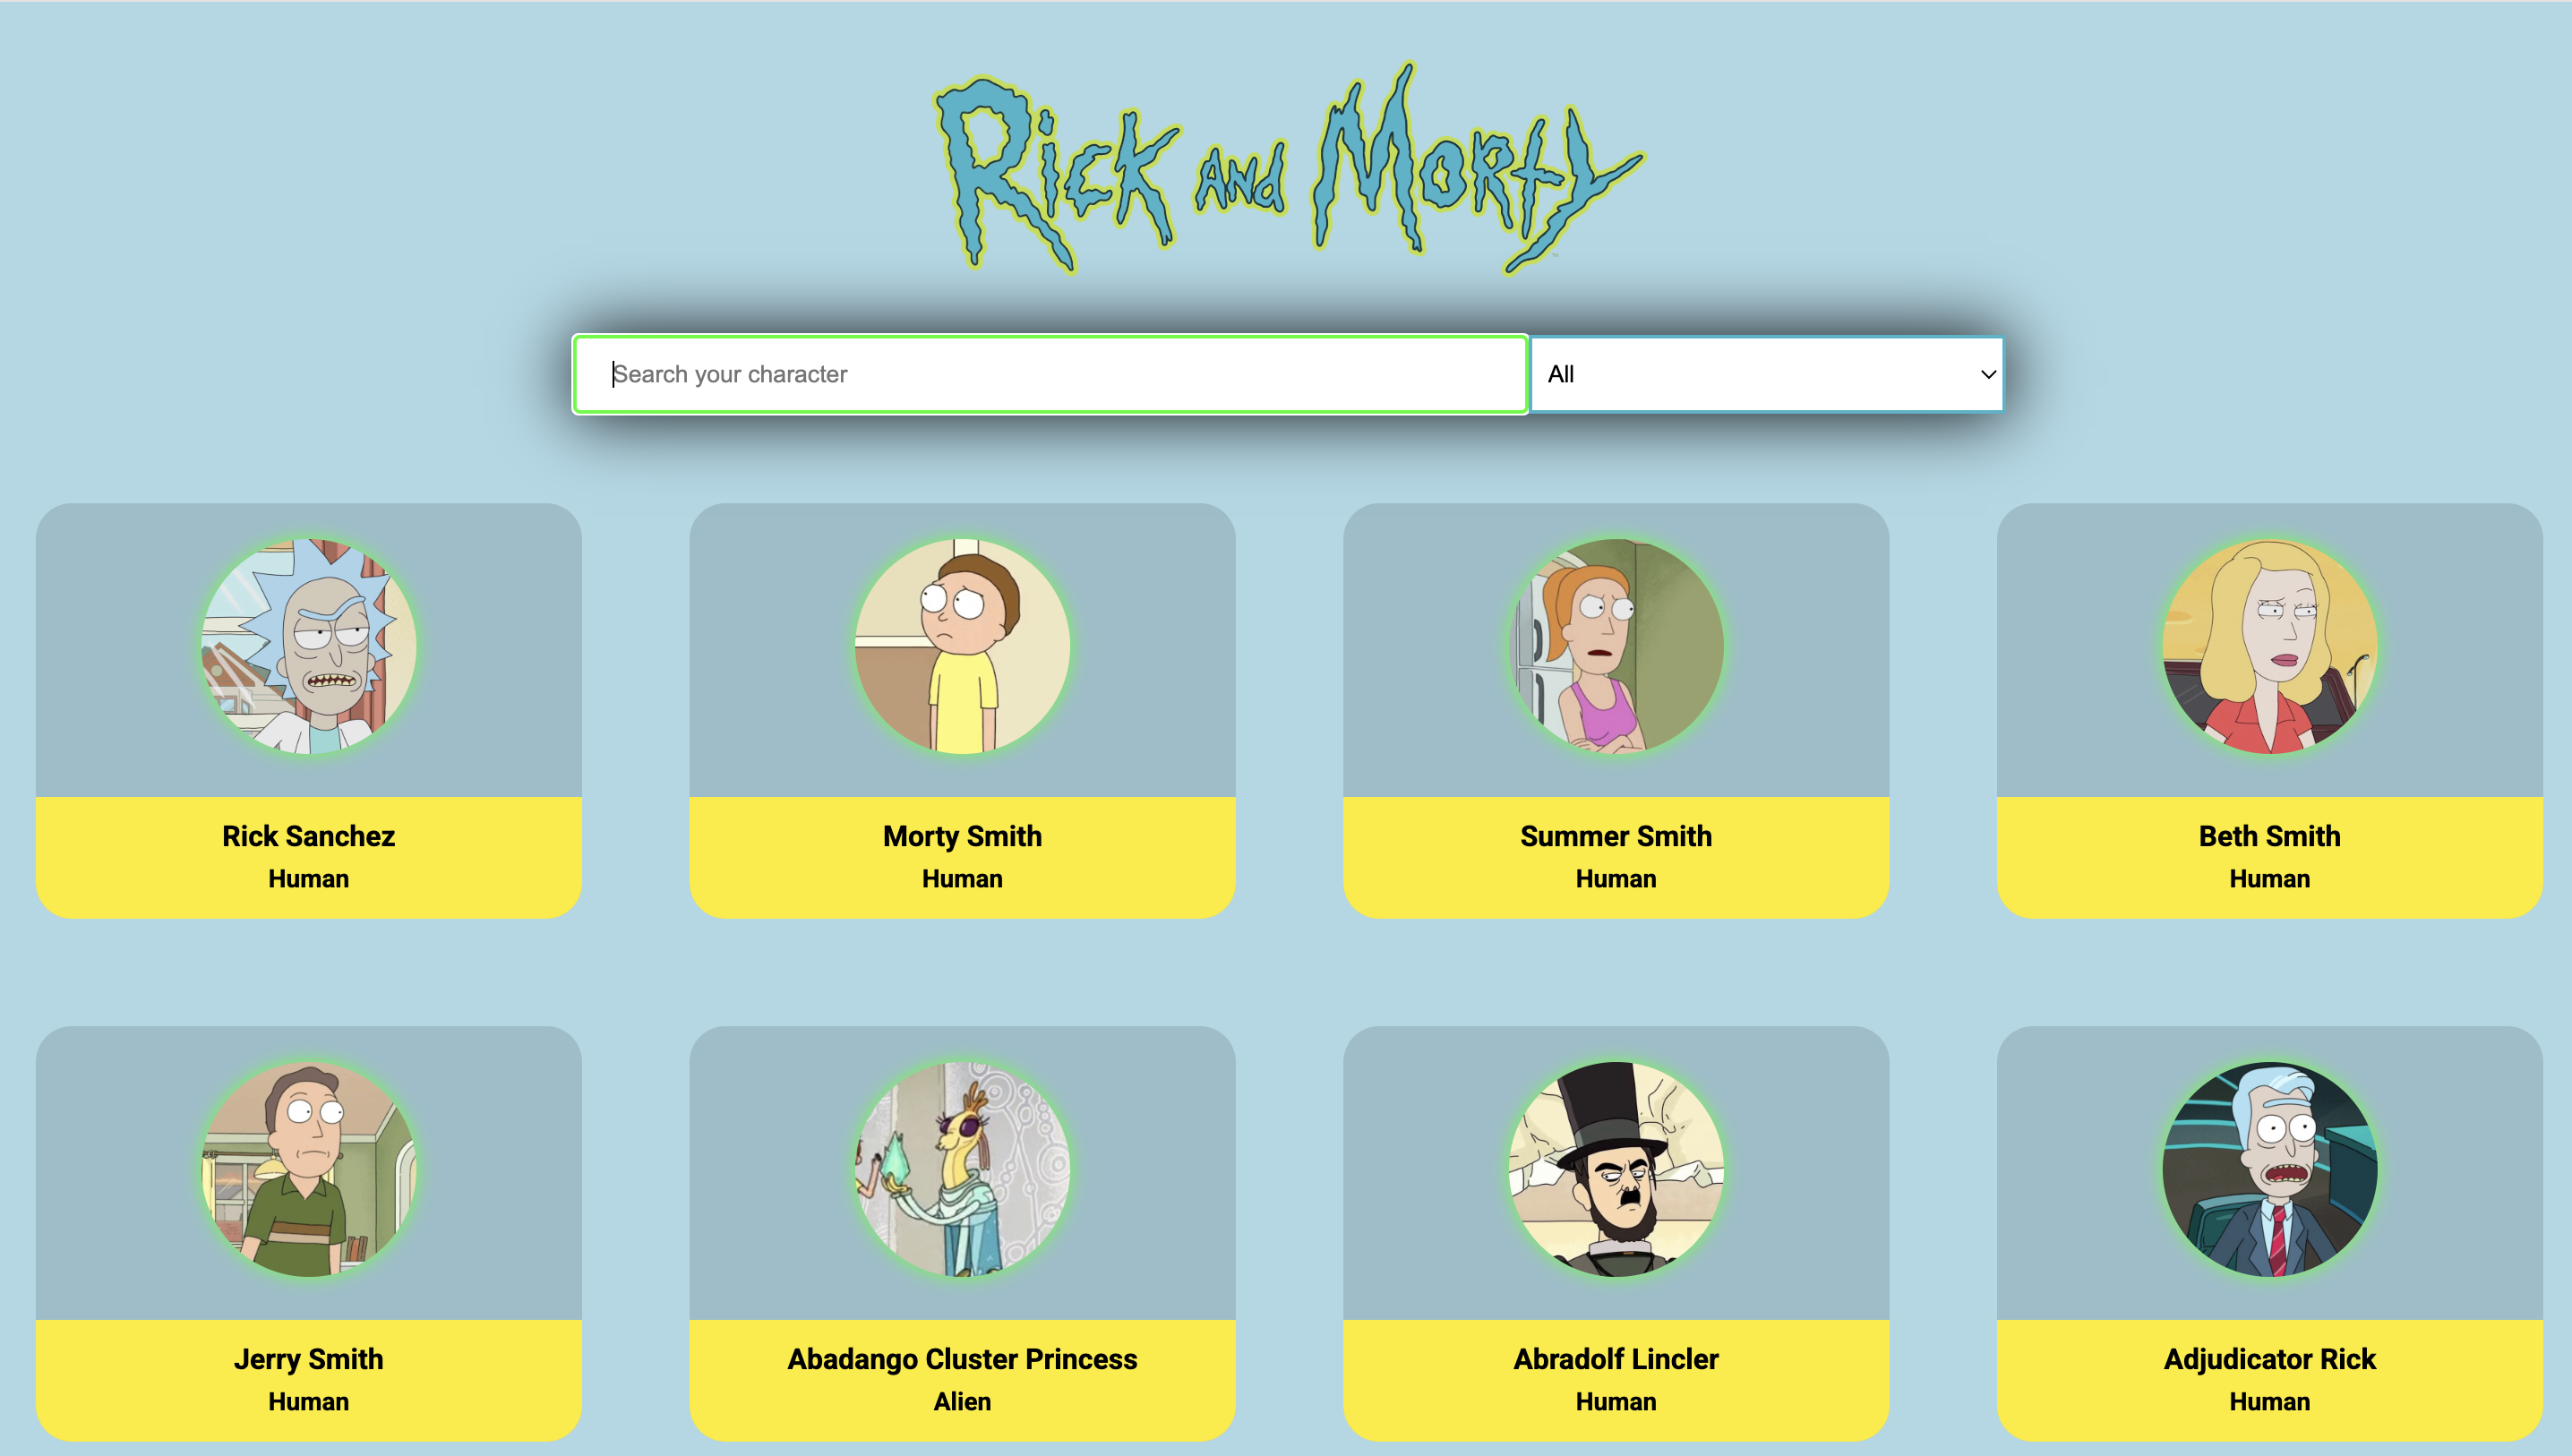 Rick and Morty
™
Search your character
All
Rick Sanchez
Human
Morty Smith
Human
Summer Smith
Human
Beth Smith
Human
Jerry Smith
Human
Abadango Cluster Princess
Alien
Abradolf Lincler
Human
Adjudicator Rick
Human